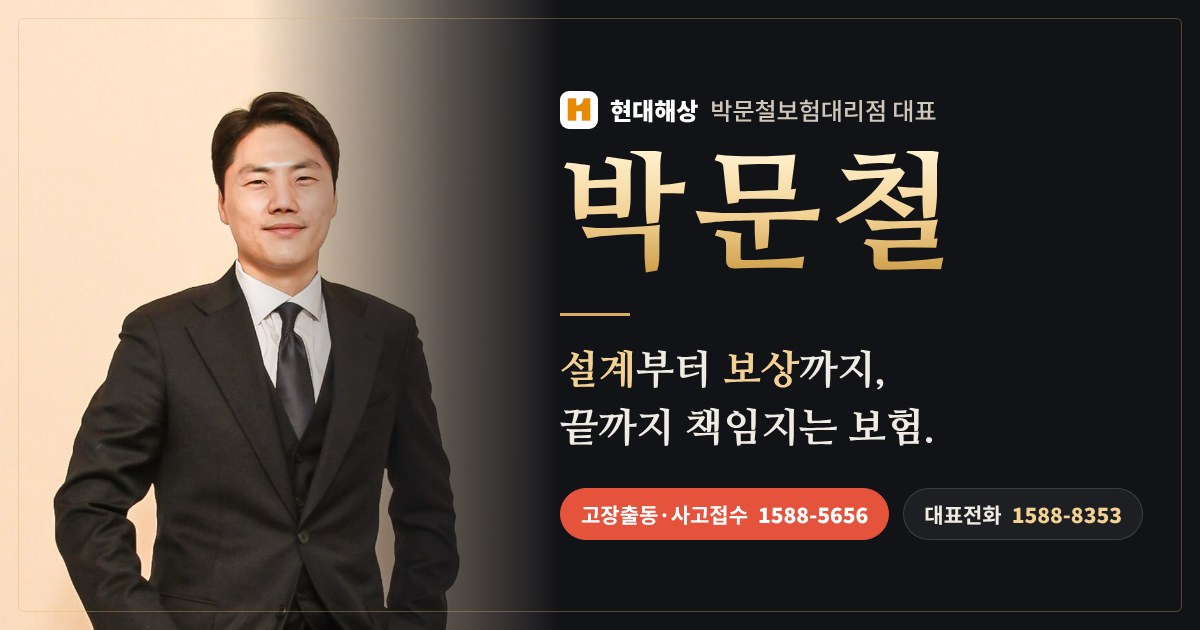 현대해상 박문철보험대리점 대표
박문철
설계부터 보상까지,
끝까지 책임지는 보험.
고장출동·사고접수 1588-5656 대표전화 1588-8353